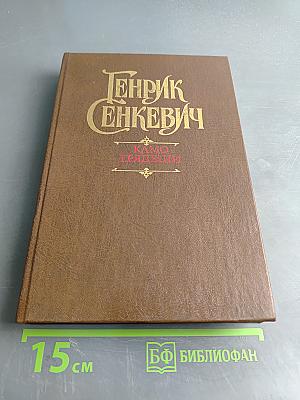 ГЕНРИК
СЕНКЕВИЧ
КАМО
ГРЯДЕШИ
15 см
БФ БИБЛИОФАН